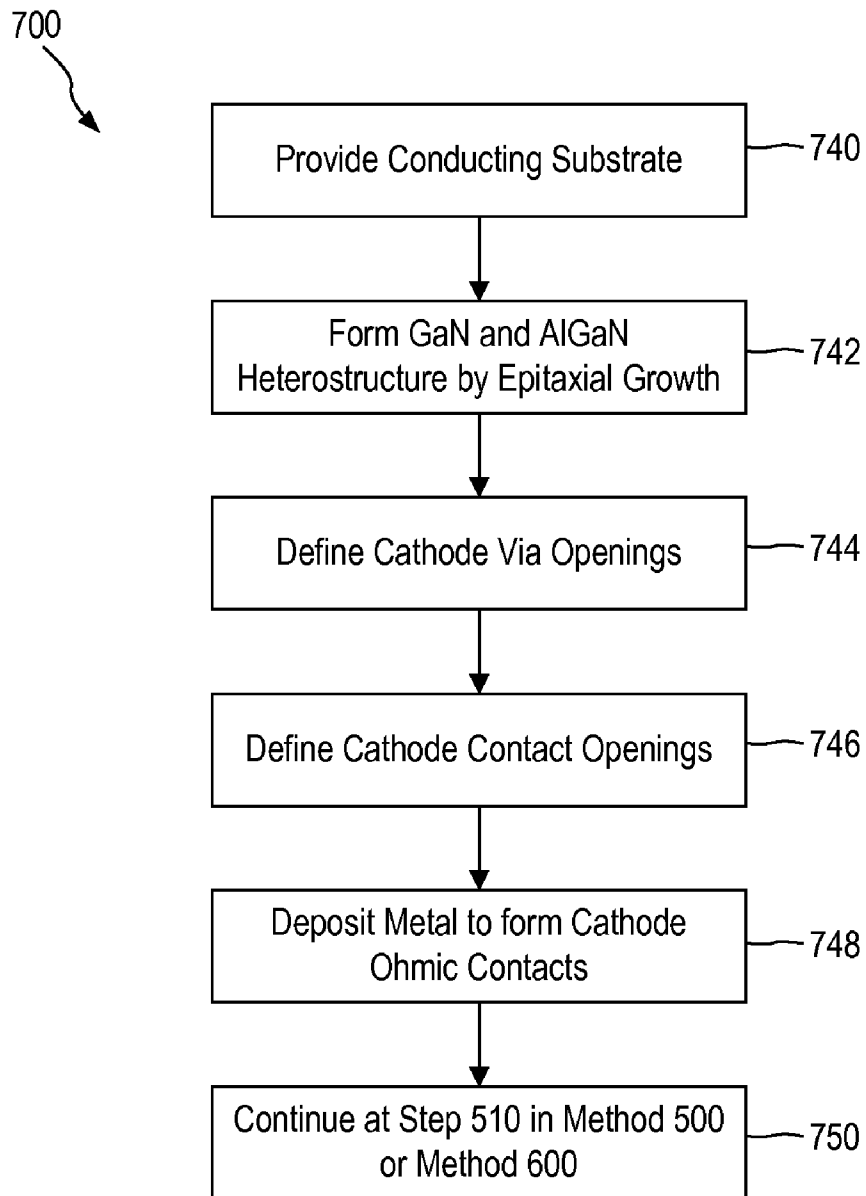 700
Provide Conducting Substrate
740
Form GaN and AlGaN
Heterostructure by Epitaxial Growth
742
Define Cathode Via Openings
744
Define Cathode Contact Openings
746
Deposit Metal to form Cathode
Ohmic Contacts
748
Continue at Step 510 in Method 500
or Method 600
750